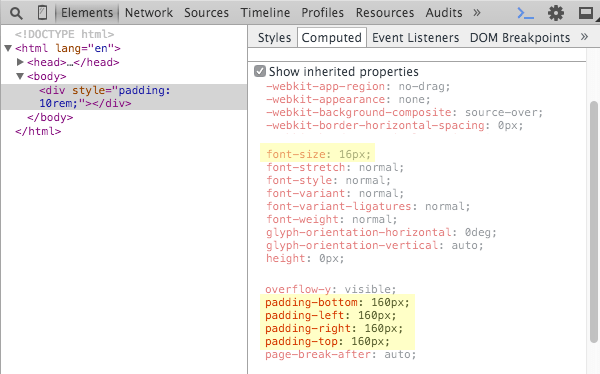 Elements Network Sources Timeline Profiles Resources Audits »
<!DOCTYPE html>
<html lang="en">
<head>…</head>
<body>
<div style="padding:
10rem;"></div>
</body>
</html>
Styles Computed Event Listeners DOM Breakpoints »
Show inherited properties
-webkit-app-region: no-drag;
-webkit-appearance: none;
-webkit-background-composite: source-over;
-webkit-border-horizontal-spacing: 0px;
font-size: 16px;
font-stretch: normal;
font-style: normal;
font-variant: normal;
font-variant-ligatures: normal;
font-weight: normal;
glyph-orientation-horizontal: 0deg;
glyph-orientation-vertical: auto;
height: 0px;
overflow-y: visible;
padding-bottom: 160px;
padding-left: 160px;
padding-right: 160px;
padding-top: 160px;
page-break-after: auto;